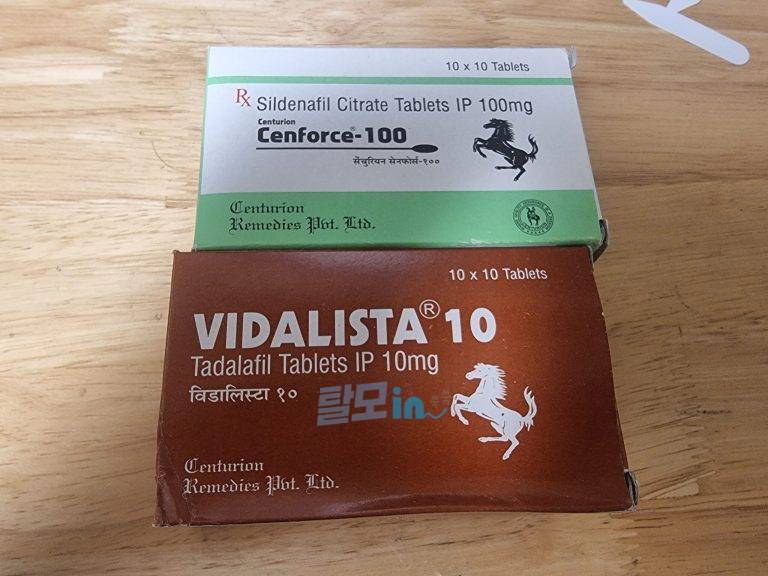 10 x 10 Tablets
Rx Sildenafil Citrate Tablets IP 100mg
Centurion
Cenforce®-100
सेंचुरियन सेनफोर्स-१००
Centurion
Remedies Pvt. Ltd.
10 x 10 Tablets
VIDALISTA® 10
Tadalafil Tablets IP 10mg
विडालिस्टा १०
탈모in
Centurion
Remedies Pvt. Ltd.